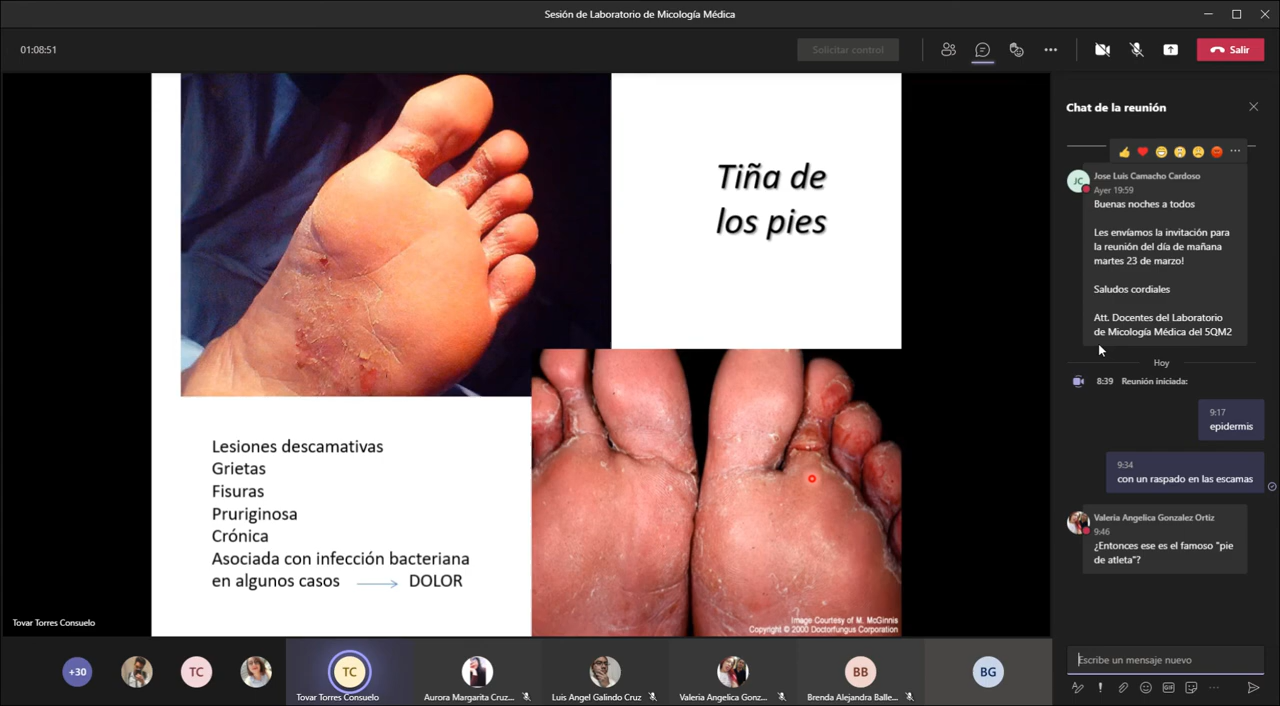 Sesión de Laboratorio de Micología Médica
01:08:51
Solicitar control
Salir
Tiña de
los pies
Lesiones descamativas
Grietas
Fisuras
Pruriginosa
Crónica
Asociada con infección bacteriana
en algunos casos → DOLOR
Image Courtesy of M. McGinnis
Copyright © 2000 Doctorfungus Corporation
Tovar Torres Consuelo
Chat de la reunión
JC
Jose Luis Camacho Cardoso
Ayer 19:59
Buenas noches a todos
Les envíamos la invitación para
la reunión del día de mañana
martes 23 de marzo!
Saludos cordiales
Att. Docentes del Laboratorio
de Micología Médica del 5QM2
Hoy
8:39 Reunión iniciada:
9:17
epidermis
9:34
con un raspado en las escamas
Valeria Angelica Gonzalez Ortiz
9:46
¿Entonces ese es el famoso "pie
de atleta"?
Escribe un mensaje nuevo
GIF
+30
TC
TC
Tovar Torres Consuelo
Aurora Margarita Cruz...
Luis Angel Galindo Cruz
Valeria Angelica Gonz...
BB
Brenda Alejandra Balle...
BG